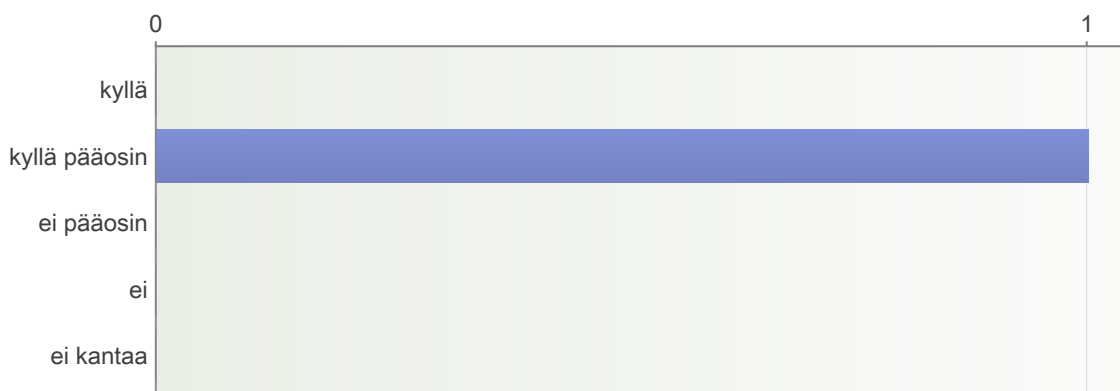 0 1
kyllä
kyllä pääosin
ei pääosin
ei
ei kantaa